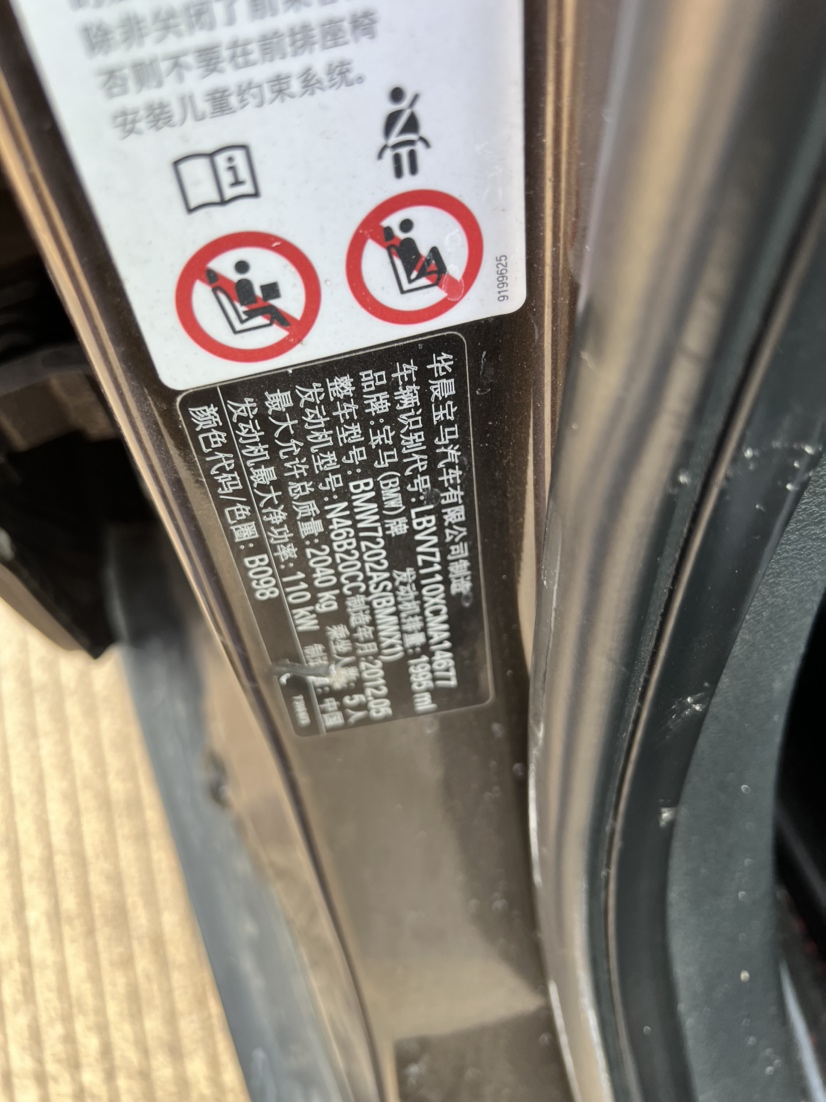 除非关闭了前乘客
否则不要在前排座椅
安装儿童约束系统。
9199625
华晨宝马汽车有限公司制造
车辆识别代号:LBVVZ110XCMA14677
品牌:宝马(BMW)牌 发动机排量: 1995 ml
整车型号: BMW7202AS(BMWX1)
发动机型号: N46B20CC 制造年月 2012.05
最大允许总质量: 2040 kg 乘坐人数: 5人
发动机最大净功率: 110 kW 中国
颜色代码/色圈: B098